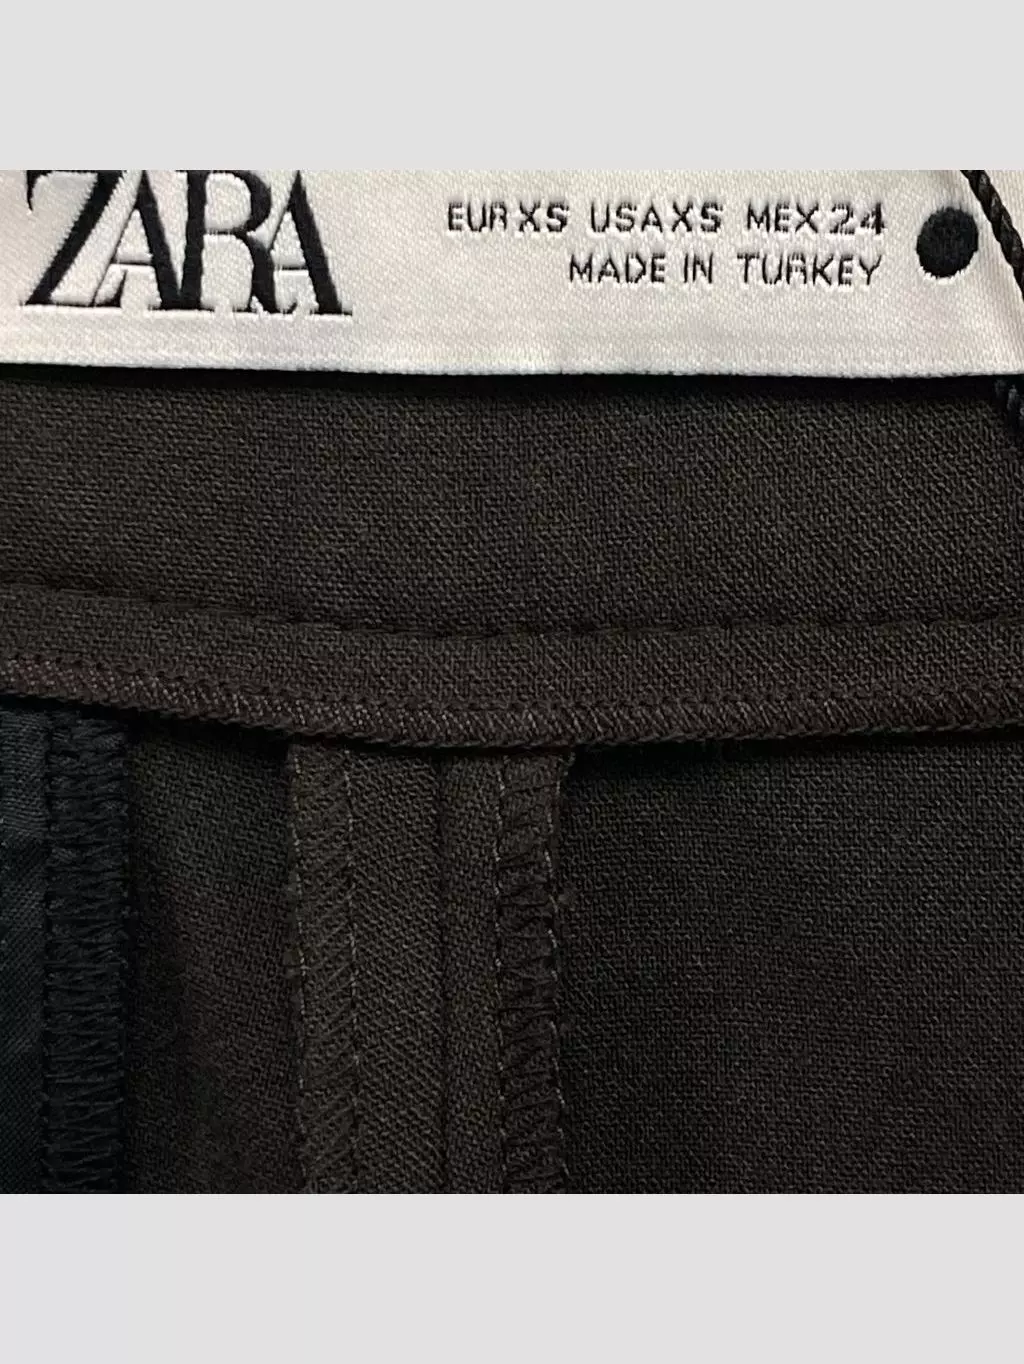 ZARA
EUR XS USA XS MEX 24
MADE IN TURKEY